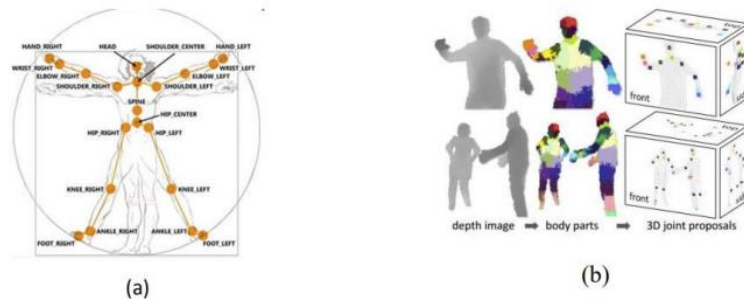 HAND_RIGHT
HEAD
SHOULDER_CENTER
HAND_LEFT
WRIST_RIGHT
WRIST_LEFT
ELBOW_RIGHT
ELBOW_LEFT
SHOULDER_RIGHT
SHOULDER_LEFT
SPINE
HIP_CENTER
HIP_RIGHT
HIP_LEFT
KNEE_RIGHT
KNEE_LEFT
ANKLE_RIGHT
ANKLE_LEFT
FOOT_RIGHT
FOOT_LEFT
(a)
top
front
front
depth image
body parts
3D joint proposals
(b)